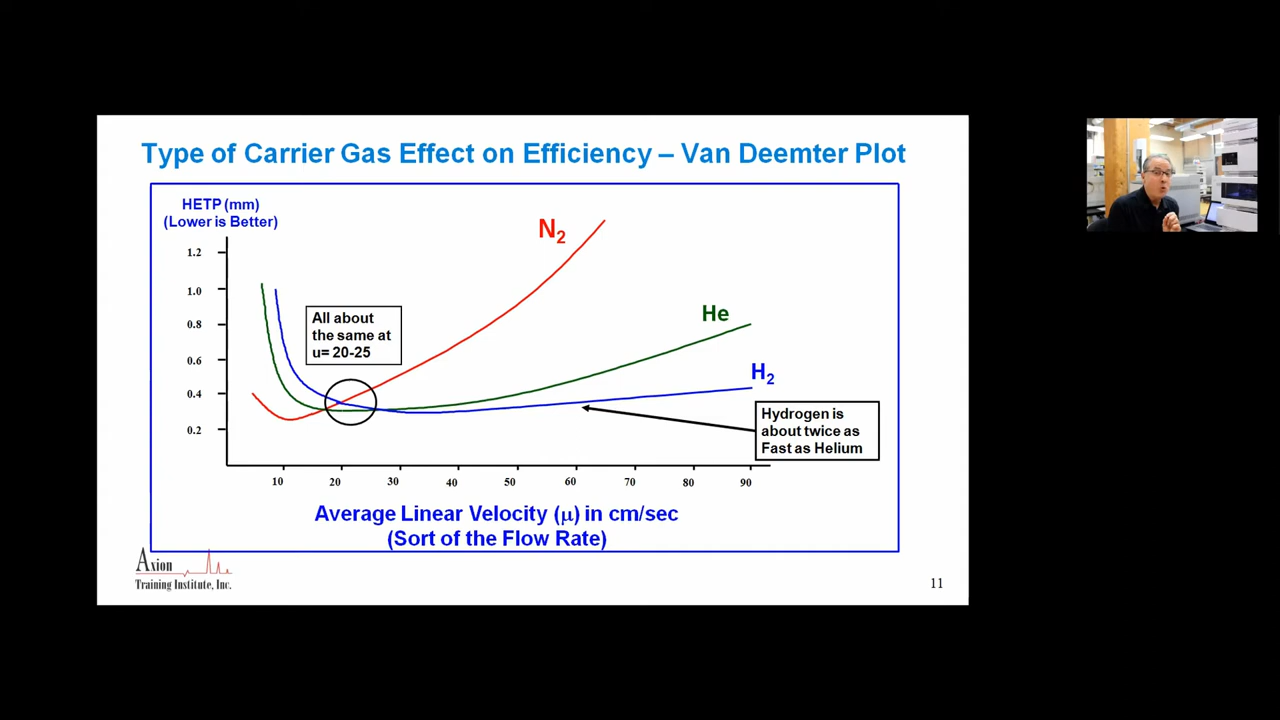 Type of Carrier Gas Effect on Efficiency – Van Deemter Plot
HETP (mm)
(Lower is Better)
1.2
1.0
0.8
0.6
0.4
0.2
N2
All about
the same at
u= 20-25
He
H2
Hydrogen is
about twice as
Fast as Helium
10 20 30 40 50 60 70 80 90
Average Linear Velocity (μ) in cm/sec
(Sort of the Flow Rate)
Axion
Training Institute, Inc.
11